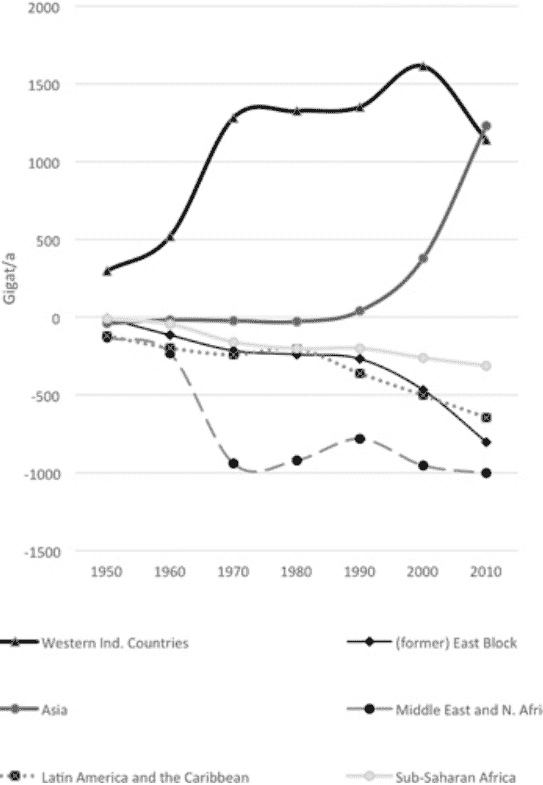 2000
1500
1000
500
0
-500
-1000
-1500
Gigat/a
1950 1960 1970 1980 1990 2000 2010
Western Ind. Countries (former) East Block
Asia Middle East and N. Afri
Latin America and the Caribbean Sub-Saharan Africa